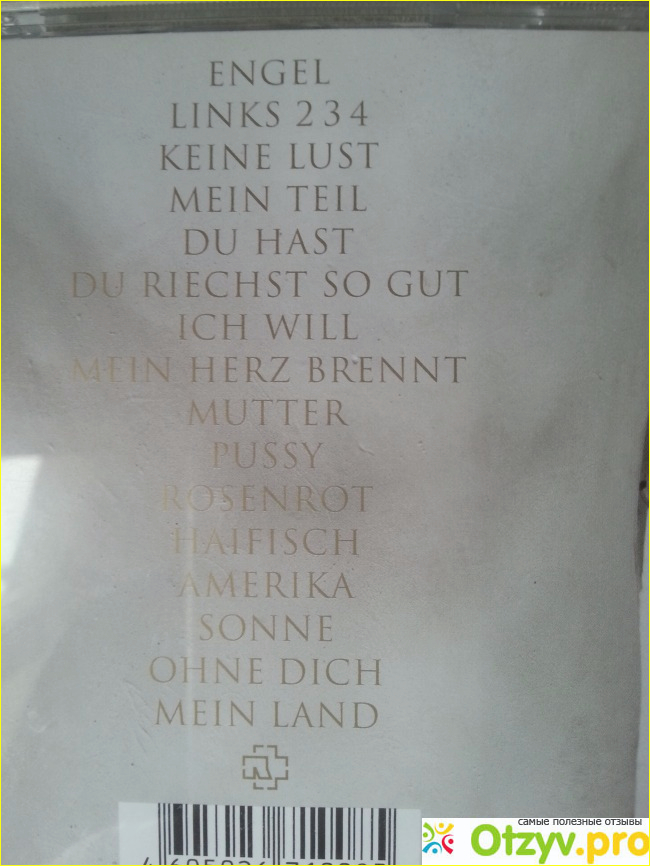 ENGEL
LINKS 2 3 4
KEINE LUST
MEIN TEIL
DU HAST
DU RIECHST SO GUT
ICH WILL
MEIN HERZ BRENNT
MUTTER
PUSSY
ROSENROT
HAIFISCH
AMERIKA
SONNE
OHNE DICH
MEIN LAND
самые полезные отзывы
Otzyv.pro